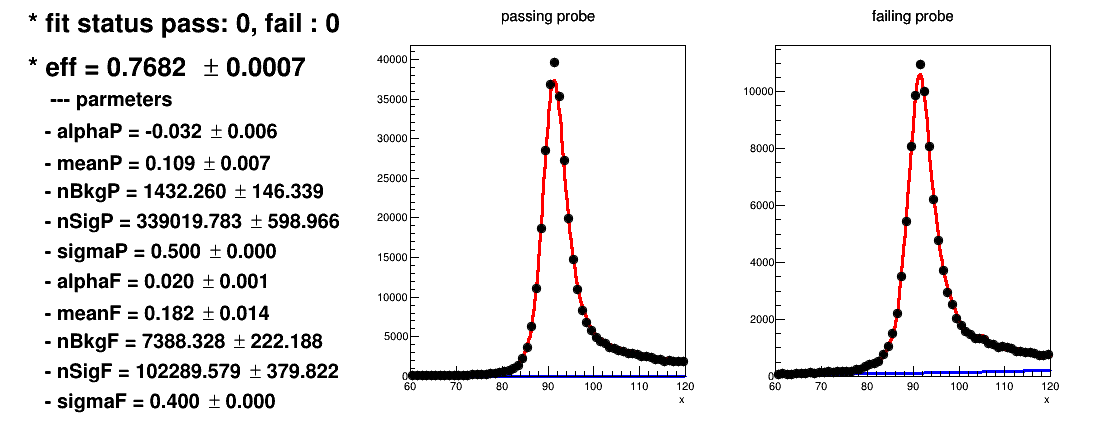 * fit status pass: 0, fail : 0
* eff = 0.7682 ± 0.0007
--- parmeters
- alphaP = -0.032 ± 0.006
- meanP = 0.109 ± 0.007
- nBkgP = 1432.260 ± 146.339
- nSigP = 339019.783 ± 598.966
- sigmaP = 0.500 ± 0.000
- alphaF = 0.020 ± 0.001
- meanF = 0.182 ± 0.014
- nBkgF = 7388.328 ± 222.188
- nSigF = 102289.579 ± 379.822
- sigmaF = 0.400 ± 0.000
passing probe
40000
35000
30000
25000
20000
15000
10000
5000
0
60 70 80 90 100 110 120
x
failing probe
10000
8000
6000
4000
2000
0
60 70 80 90 100 110 120
x